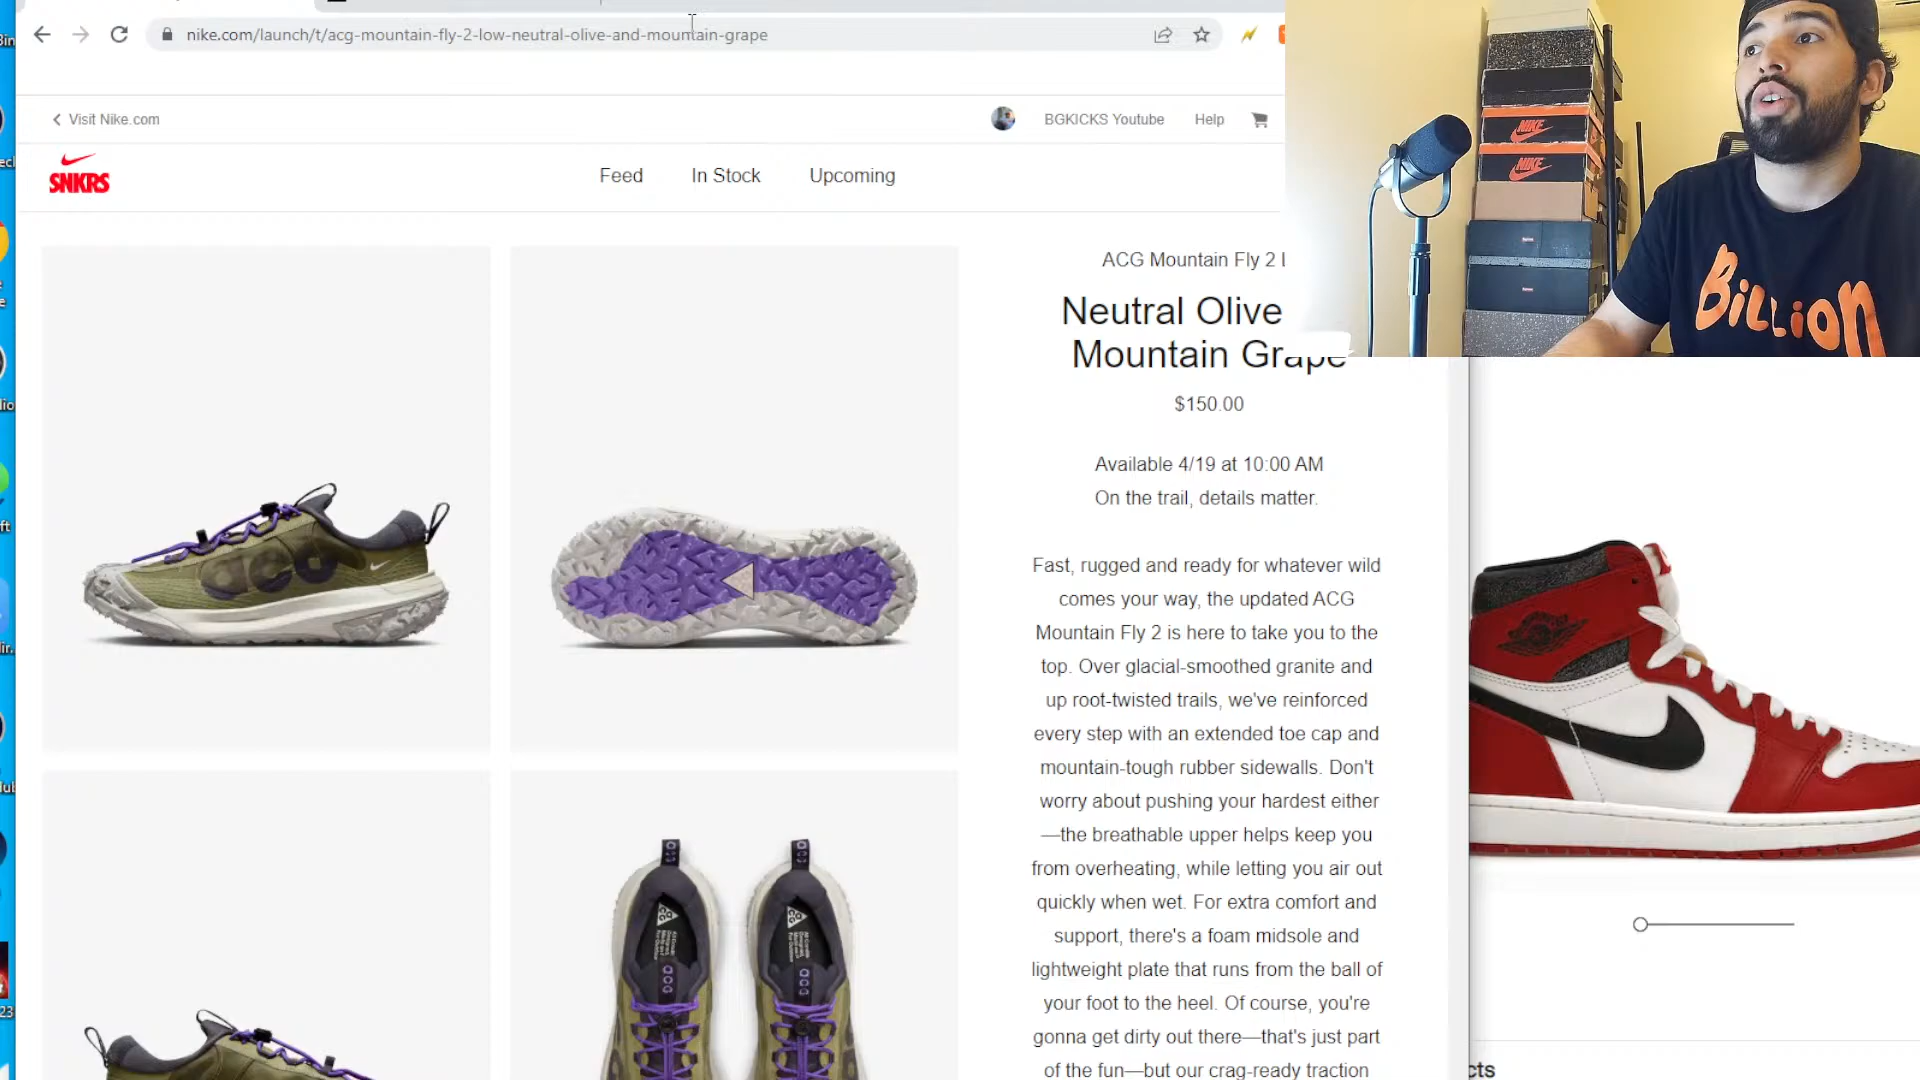 nike.com/launch/t/acg-mountain-fly-2-low-neutral-olive-and-mountain-grape
Visit Nike.com
BGKICKS Youtube
Help
SNKRS
Feed
In Stock
Upcoming
ACG Mountain Fly 2
Neutral Olive
Mountain Grape
$150.00
Available 4/19 at 10:00 AM
On the trail, details matter.
Fast, rugged and ready for whatever wild
comes your way, the updated ACG
Mountain Fly 2 is here to take you to the
top. Over glacial-smoothed granite and
up root-twisted trails, we've reinforced
every step with an extended toe cap and
mountain-tough rubber sidewalls. Don't
worry about pushing your hardest either
—the breathable upper helps keep you
from overheating, while letting you air out
quickly when wet. For extra comfort and
support, there's a foam midsole and
lightweight plate that runs from the ball of
your foot to the heel. Of course, you're
gonna get dirty out there—that's just part
of the fun—but our crag-ready traction
NIKE
NIKE
Billion
acg
ACG
ACG
cts
23